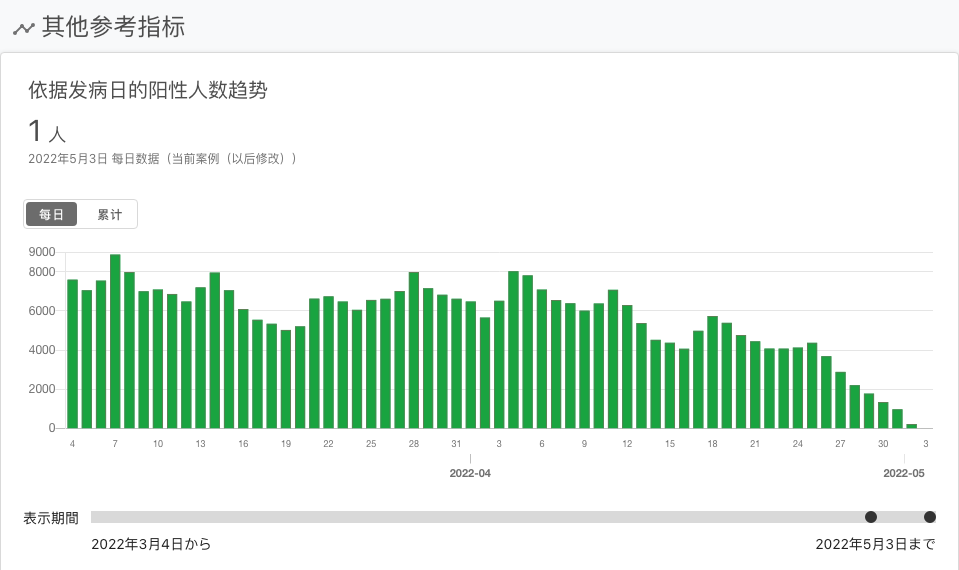 其他参考指标
依据发病日的阳性人数趋势
1 人
2022年5月3日 每日数据（当前案例（以后修改））
每日 累计
9000
8000
6000
4000
2000
0
4 7 10 13 16 19 22 25 28 31 3 6 9 12 15 18 21 24 27 30 3
2022-04 2022-05
表示期間
2022年3月4日から 2022年5月3日まで